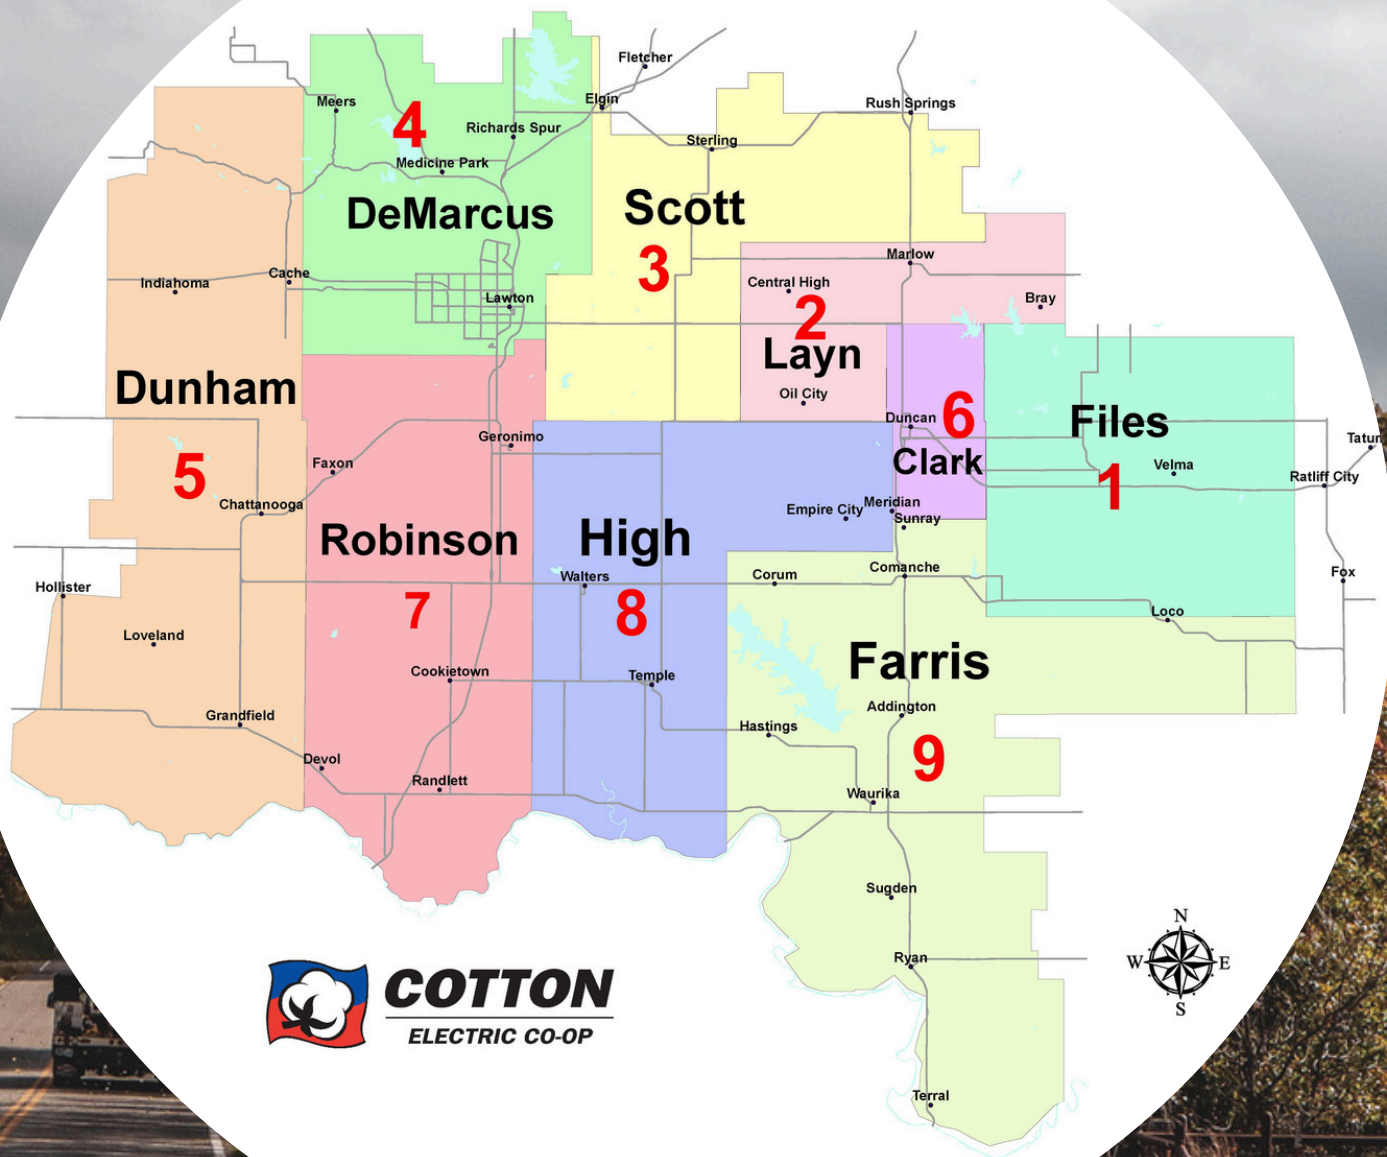 Fletcher
Meers
Elgin
Rush Springs
4
Richards Spur
Sterling
Medicine Park
DeMarcus
Scott
3
Marlow
Indiahoma
Cache
Central High
Lawton
2
Bray
Layn
Dunham
Oil City
6
Duncan
Files
Geronimo
Tatum
5
Faxon
Clark
Velma
1
Ratliff City
Chattanooga
Empire City
Meridian
Sunray
Robinson
High
Hollister
Walters
Corum
Comanche
Fox
7
8
Loco
Loveland
Cookietown
Temple
Farris
Grandfield
Hastings
Addington
9
Devol
Randlett
Waurika
Sugden
Ryan
Terral
N
W
E
S
COTTON
ELECTRIC CO-OP